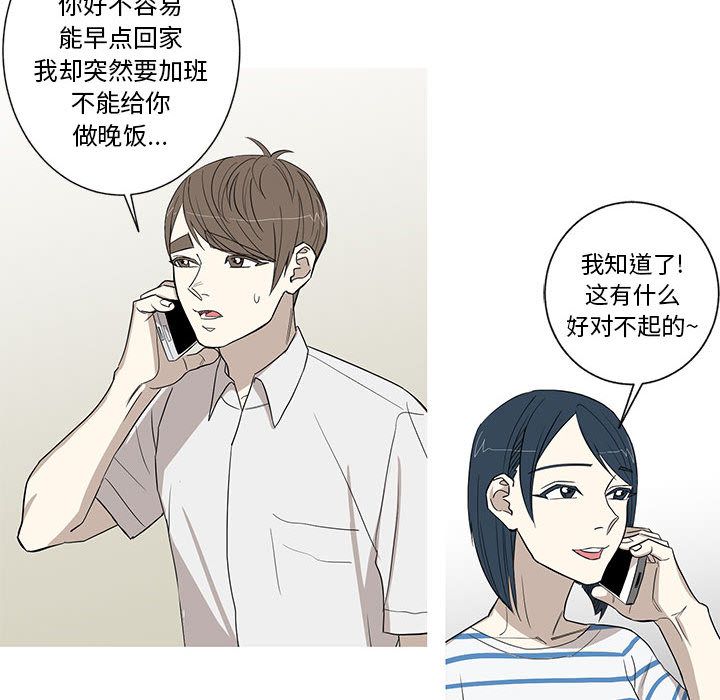 你好不容易
能早点回家
我却突然要加班
不能给你
做晚饭...
我知道了!
这有什么
好对不起的~